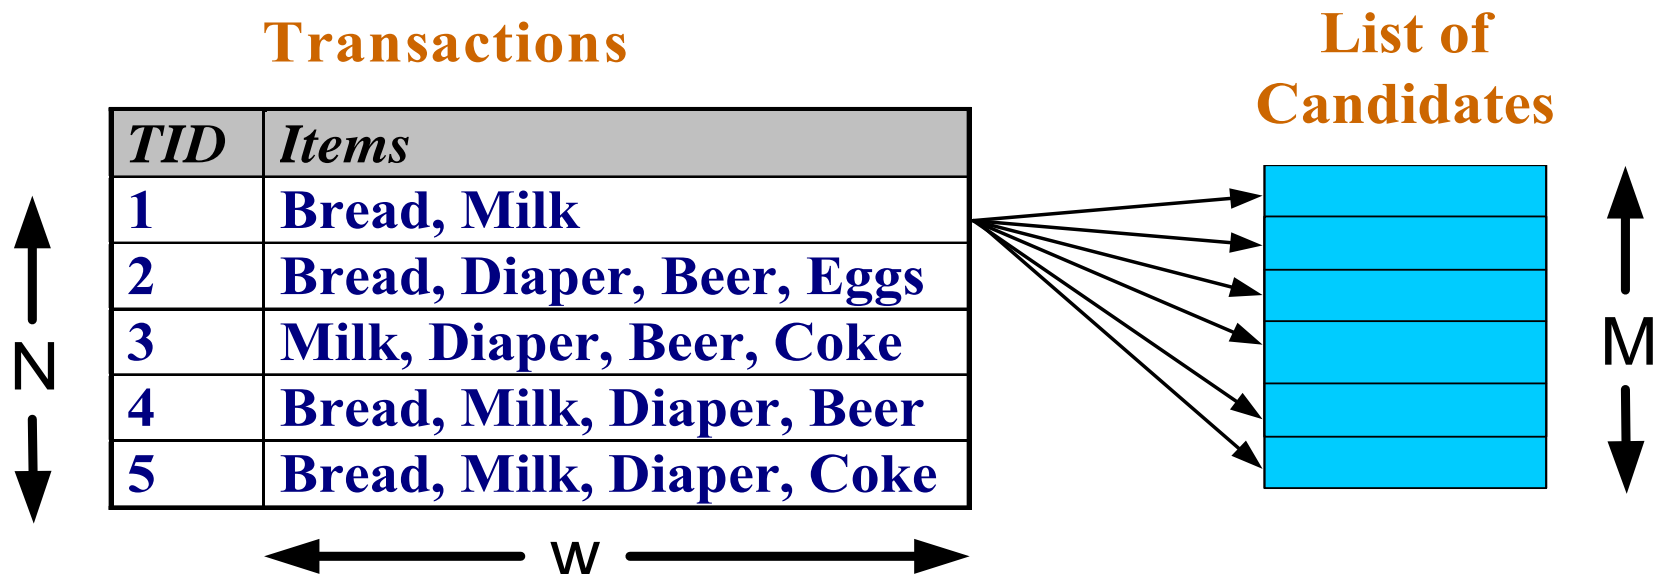 Transactions
List of
Candidates
TID Items
1 Bread, Milk
2 Bread, Diaper, Beer, Eggs
3 Milk, Diaper, Beer, Coke
4 Bread, Milk, Diaper, Beer
5 Bread, Milk, Diaper, Coke
N
M
w